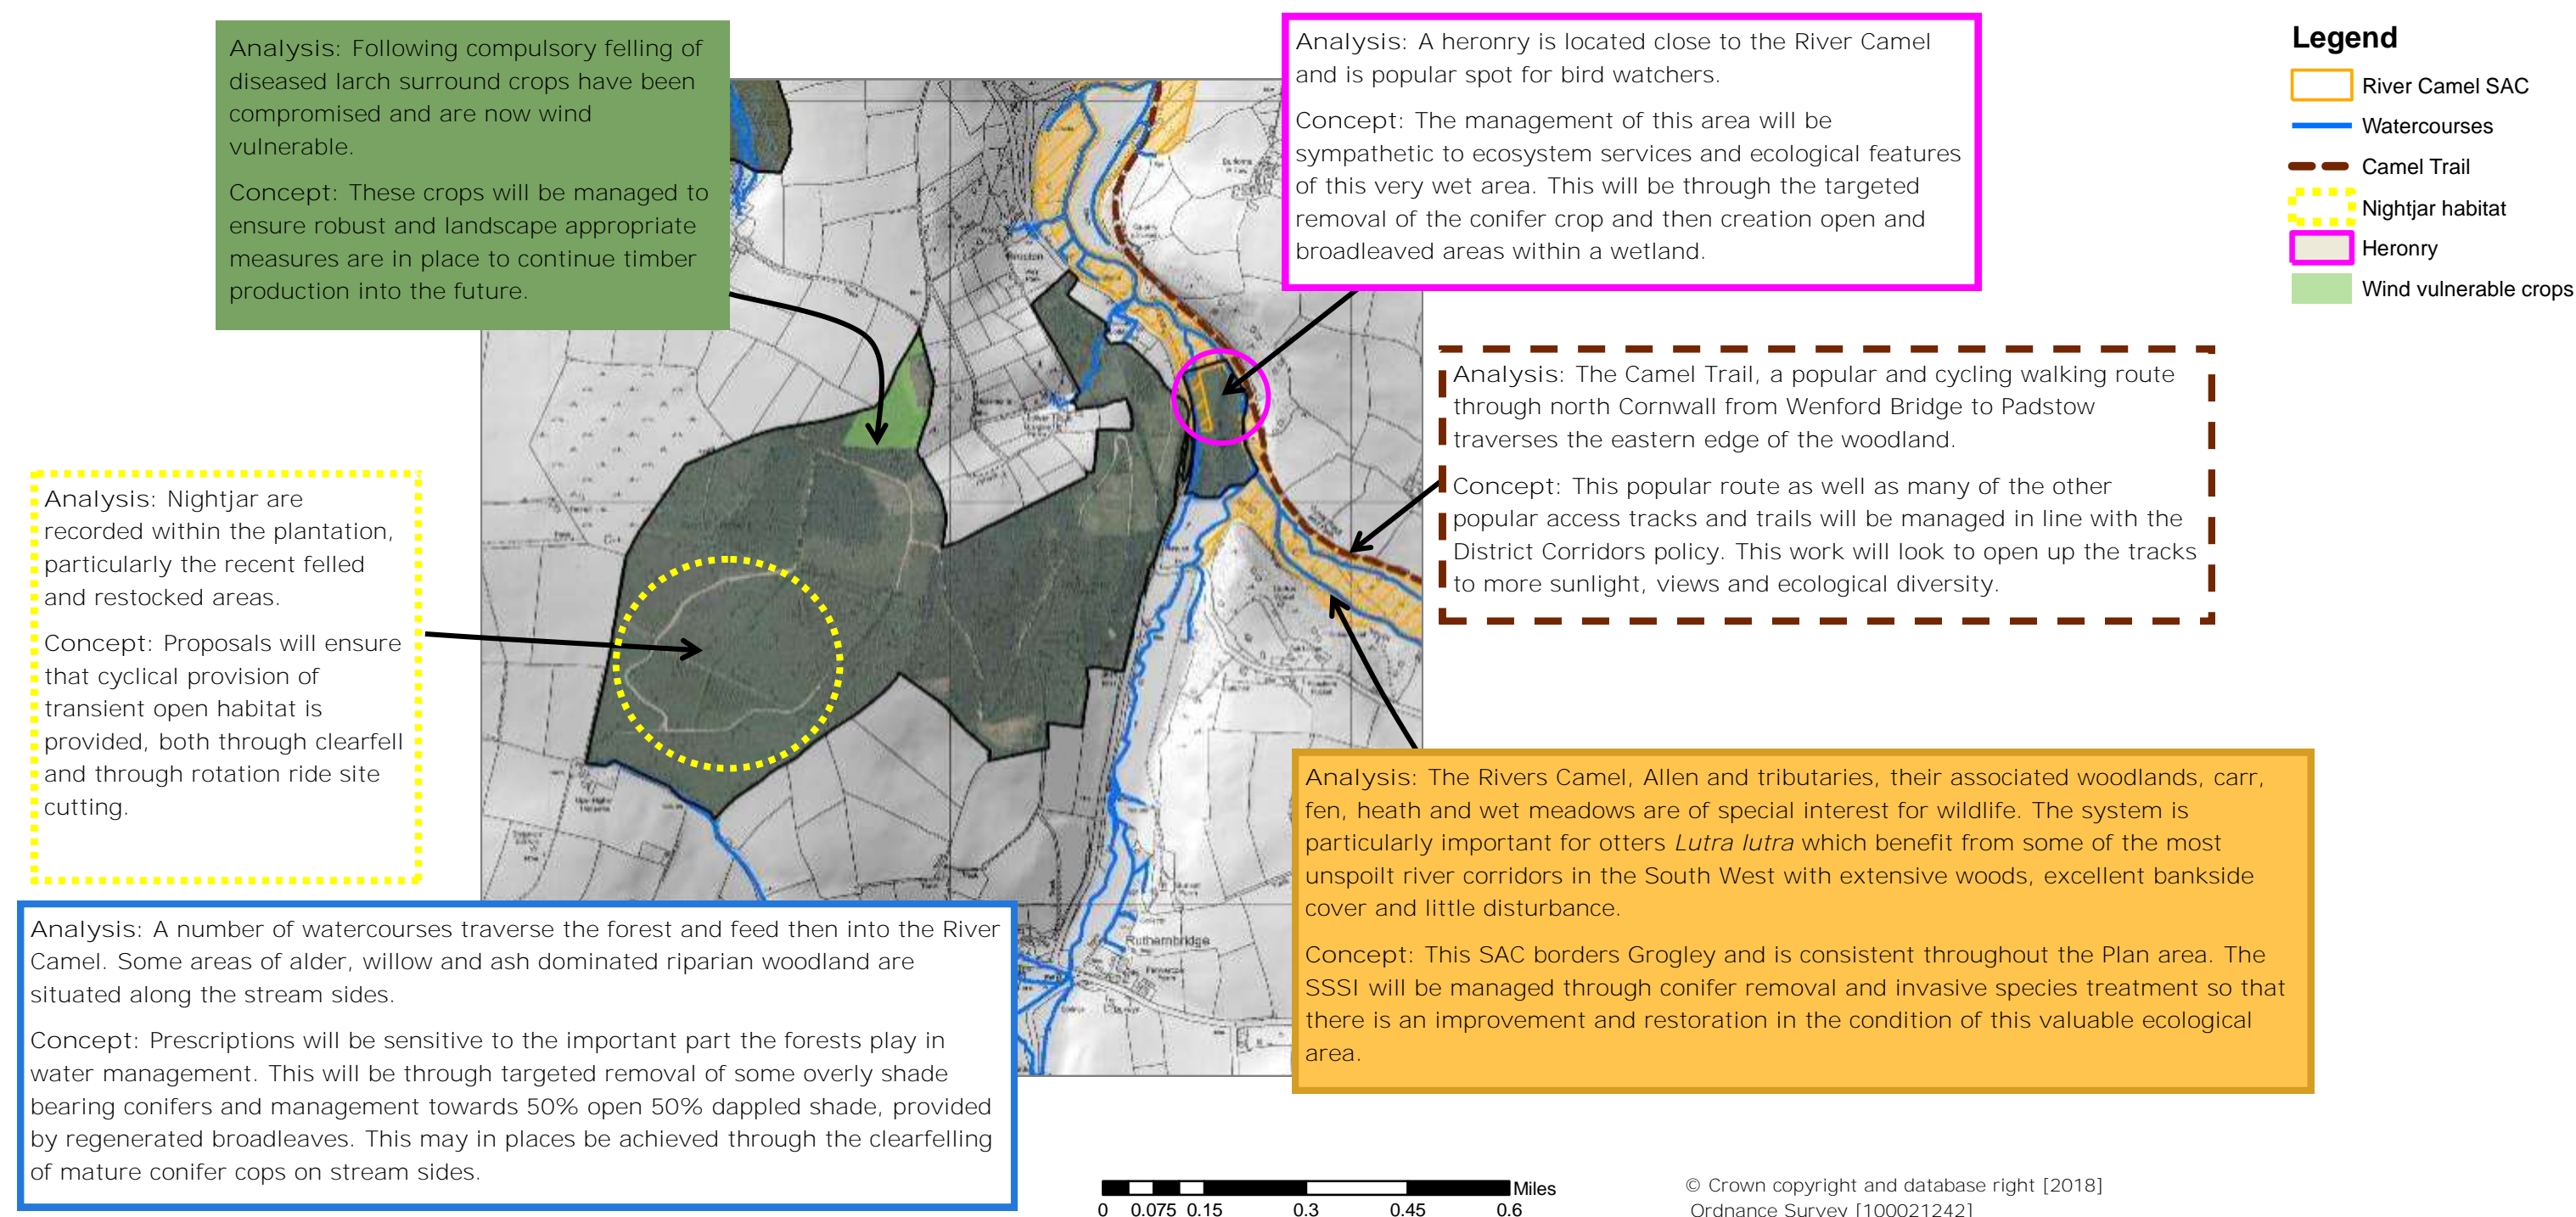 Analysis: Following compulsory felling of
diseased larch surround crops have been
compromised and are now wind
vulnerable.
Concept: These crops will be managed to
ensure robust and landscape appropriate
measures are in place to continue timber
production into the future.
Analysis: A heronry is located close to the River Camel
and is popular spot for bird watchers.
Concept: The management of this area will be
sympathetic to ecosystem services and ecological features
of this very wet area. This will be through the targeted
removal of the conifer crop and then creation open and
broadleaved areas within a wetland.
Legend
River Camel SAC
Watercourses
Camel Trail
Nightjar habitat
Heronry
Wind vulnerable crops
Analysis: The Camel Trail, a popular and cycling walking route
through north Cornwall from Wenford Bridge to Padstow
traverses the eastern edge of the woodland.
Concept: This popular route as well as many of the other
popular access tracks and trails will be managed in line with the
District Corridors policy. This work will look to open up the tracks
to more sunlight, views and ecological diversity.
Analysis: Nightjar are
recorded within the plantation,
particularly the recent felled
and restocked areas.
Concept: Proposals will ensure
that cyclical provision of
transient open habitat is
provided, both through clearfell
and through rotation ride site
cutting.
Analysis: The Rivers Camel, Allen and tributaries, their associated woodlands, carr,
fen, heath and wet meadows are of special interest for wildlife. The system is
particularly important for otters Lutra lutra which benefit from some of the most
unspoilt river corridors in the South West with extensive woods, excellent bankside
cover and little disturbance.
Concept: This SAC borders Grogley and is consistent throughout the Plan area. The
SSSI will be managed through conifer removal and invasive species treatment so that
there is an improvement and restoration in the condition of this valuable ecological
area.
Ruthernbridge
Analysis: A number of watercourses traverse the forest and feed then into the River
Camel. Some areas of alder, willow and ash dominated riparian woodland are
situated along the stream sides.
Concept: Prescriptions will be sensitive to the important part the forests play in
water management. This will be through targeted removal of some overly shade
bearing conifers and management towards 50% open 50% dappled shade, provided
by regenerated broadleaves. This may in places be achieved through the clearfelling
of mature conifer cops on stream sides.
Miles
0 0.075 0.15 0.3 0.45 0.6
© Crown copyright and database right [2018]
Ordnance Survey [100021242]